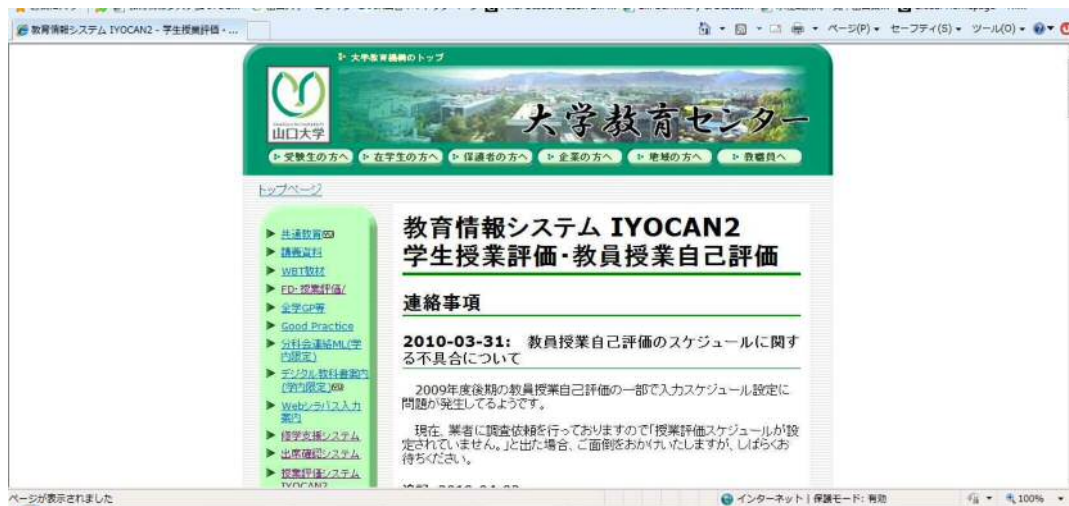 教育情報システム IYOCAN2 - 学生授業評価 - ...
ページ(P)
セーフティ(S)
ツール(O)
大学教育機構のトップ
山口大学
大学教育センター
受験生の方へ
在学生の方へ
保護者の方へ
企業の方へ
地域の方へ
教職員へ
トップページ
共通教育
講義資料
WBT教材
FD・授業評価/
全学GP等
Good Practice
分科会連絡ML(学
内限定)
デジタル教科書案内
(学内限定)
Webシラバス入力
案内
修学支援システム
出席確認システム
授業評価システム
IYOCAN2
教育情報システム IYOCAN2
学生授業評価・教員授業自己評価
連絡事項
2010-03-31: 教員授業自己評価のスケジュールに関す
る不具合について
2009年度後期の教員授業自己評価の一部で入力スケジュール設定に
問題が発生してるようです。
現在、業者に調査依頼を行っておりますので「授業評価スケジュールが設
定されていません。」と出た場合、ご面倒をおかけいたしますが、しばらくお
待ちください。
ページが表示されました
インターネット | 保護モード: 有効
100%